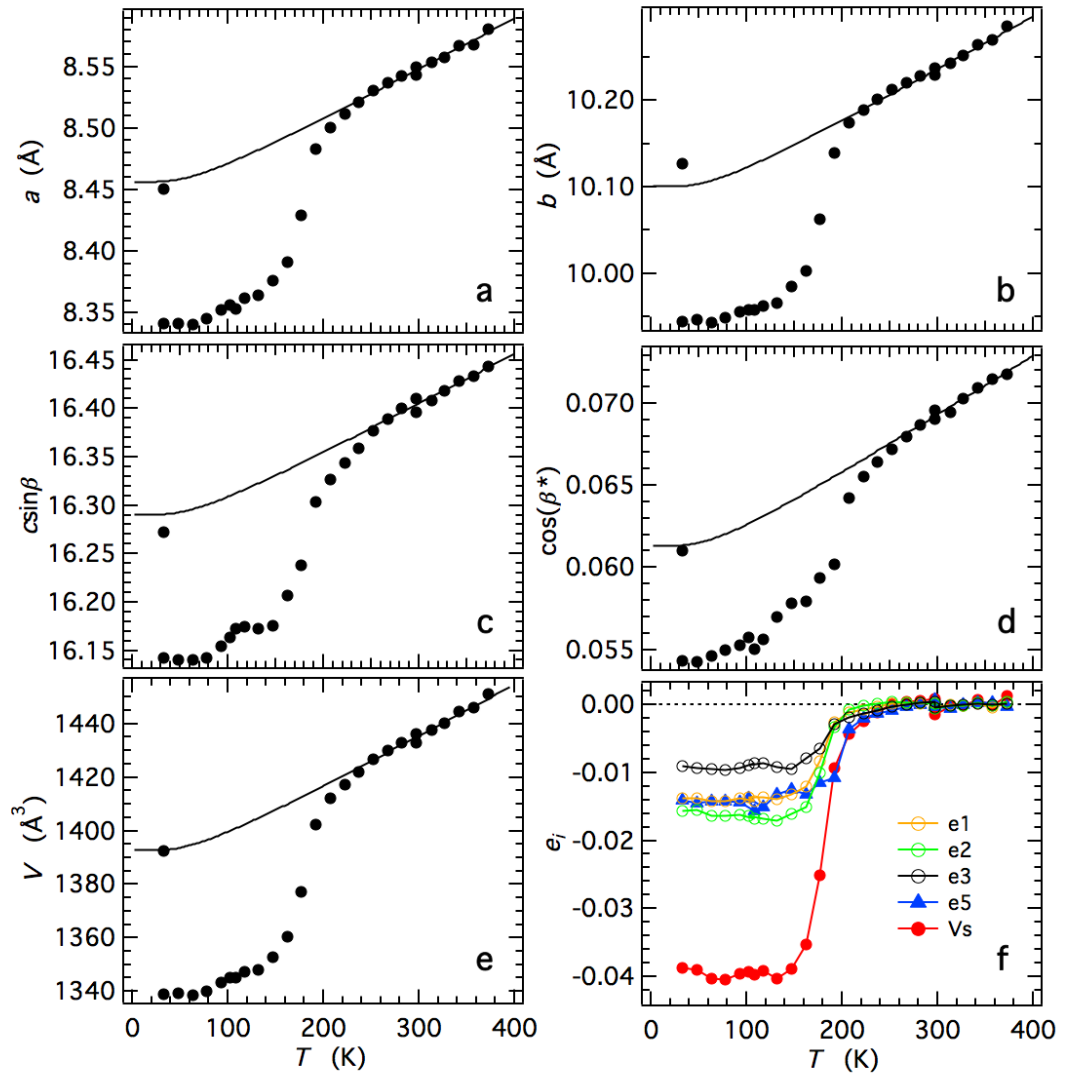 8.55
8.50
8.45
8.40
8.35
a (Å)
a
10.20
10.10
10.00
b (Å)
b
16.45
16.40
16.35
16.30
16.25
16.20
16.15
csinβ
c
0.070
0.065
0.060
0.055
cos(β*)
d
1440
1420
1400
1380
1360
1340
V (Å³)
e
0 100 200 300 400
T (K)
0.00
-0.01
-0.02
-0.03
-0.04
e_i
e1
e2
e3
e5
Vs
f
0 100 200 300 400
T (K)